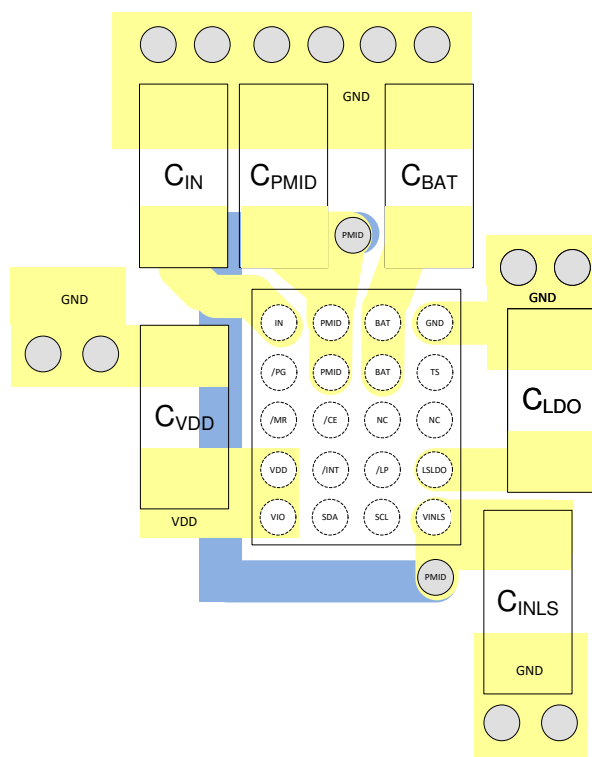 GND
CIN
CPMID
CBAT
PMID
GND
GND
IN
PMID
BAT
GND
/PG
PMID
BAT
TS
CVDD
CLDO
/MR
/CE
NC
NC
VDD
/INT
/LP
LSLDO
VIO
SDA
SCL
VINLS
VDD
PMID
CINLS
GND